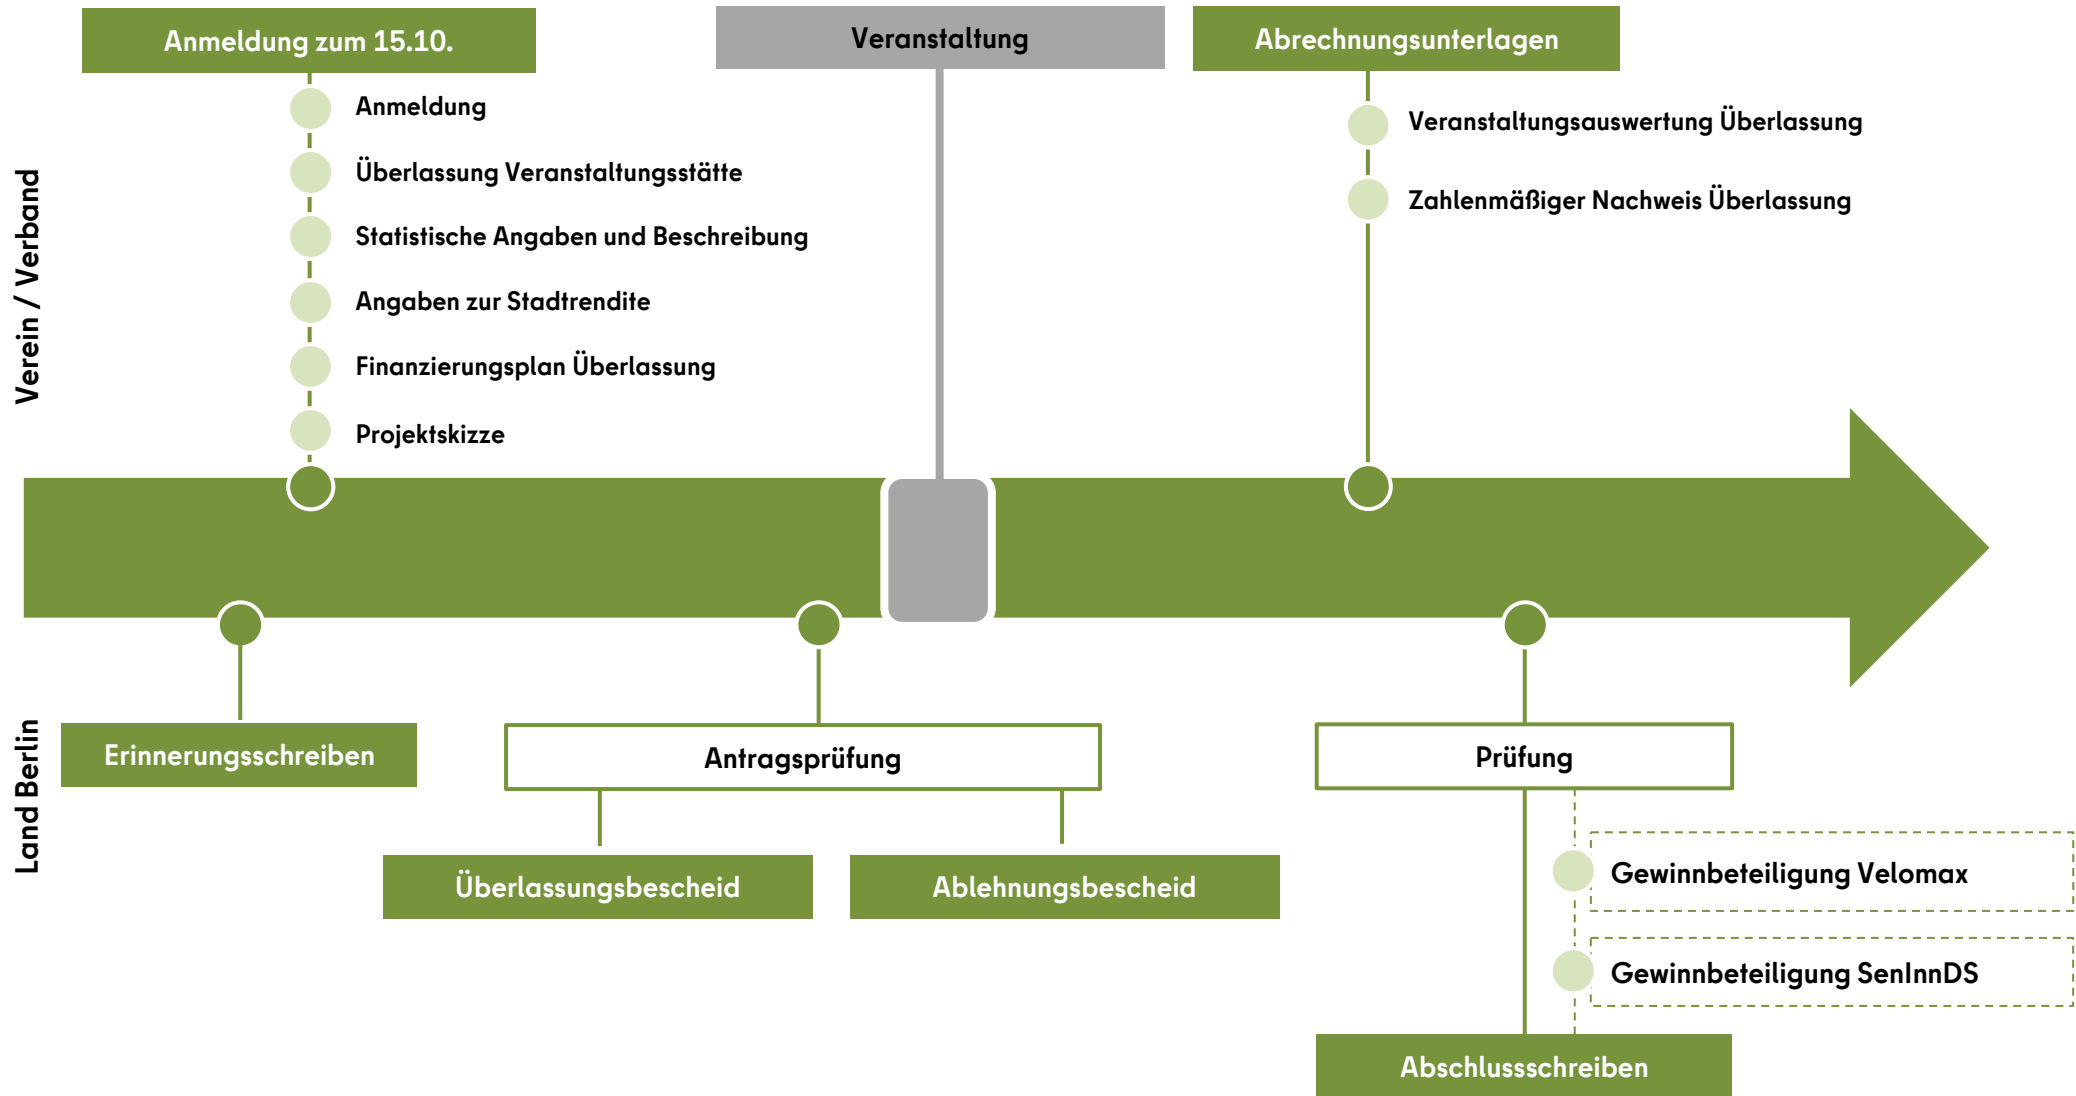 Anmeldung zum 15.10.
Veranstaltung
Abrechnungsunterlagen
Verein / Verband
Anmeldung
Überlassung Veranstaltungsstätte
Statistische Angaben und Beschreibung
Angaben zur Stadtrendite
Finanzierungsplan Überlassung
Projektskizze
Veranstaltungsauswertung Überlassung
Zahlenmäßiger Nachweis Überlassung
Land Berlin
Erinnerungsschreiben
Antragsprüfung
Prüfung
Überlassungsbescheid
Ablehnungsbescheid
Gewinnbeteiligung Velomax
Gewinnbeteiligung SenInnDS
Abschlussschreiben